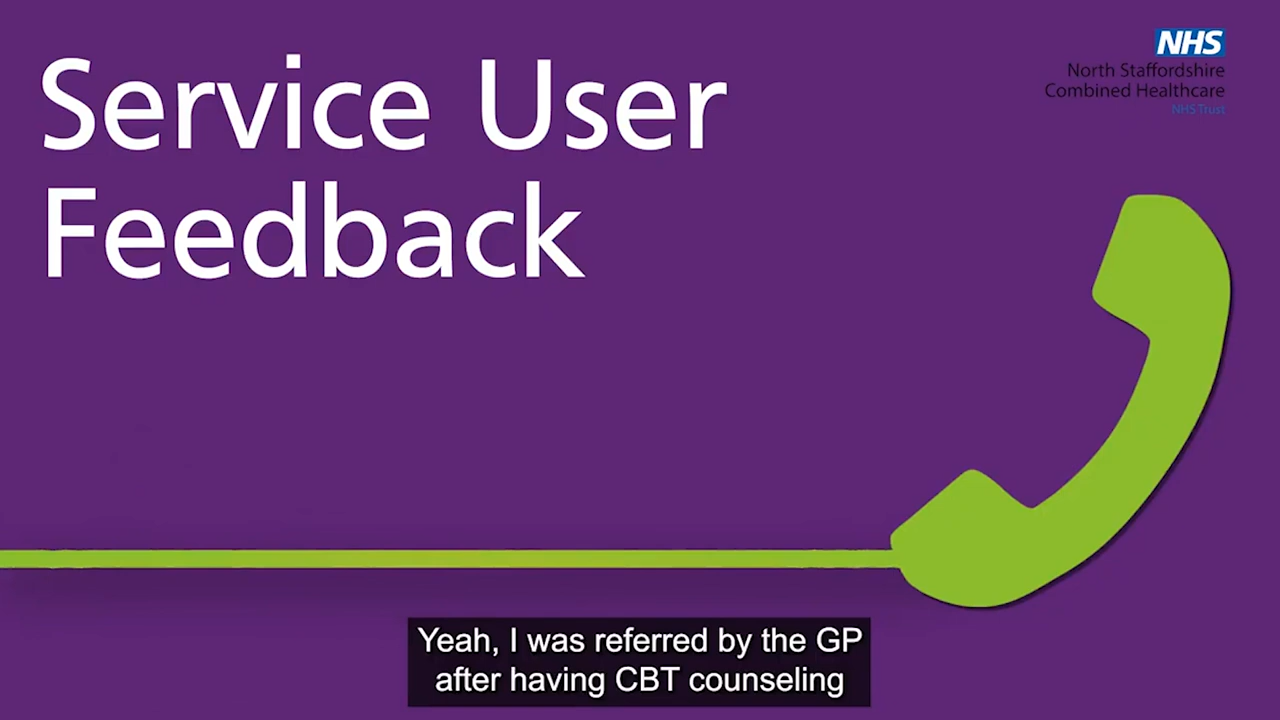 Service User
Feedback
NHS
North Staffordshire
Combined Healthcare
NHS Trust
Yeah, I was referred by the GP
after having CBT counseling